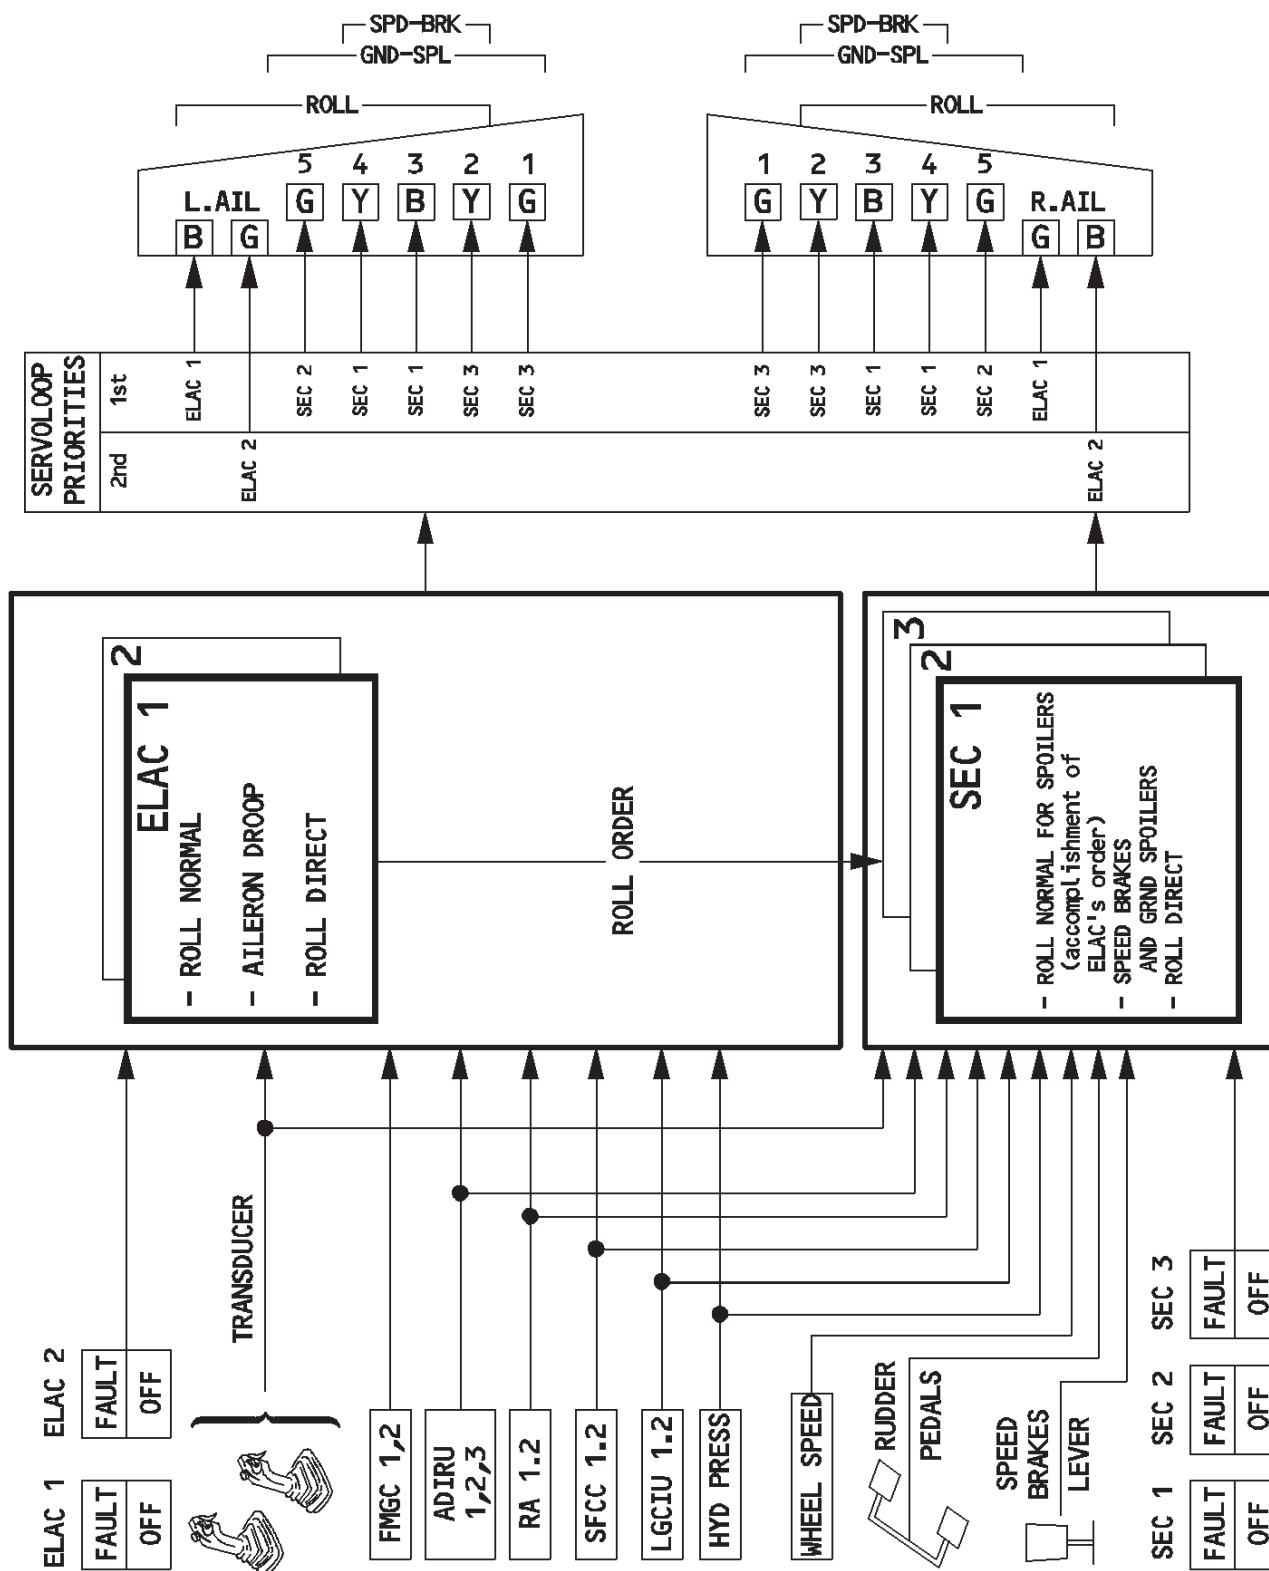 SPD-BRK
GND-SPL
ROLL
5 4 3 2 1
G Y B Y G
L.AIL
B G
SPD-BRK
GND-SPL
ROLL
1 2 3 4 5
G Y B Y G
R.AIL
G B
SERVOLOOP
PRIORITIES
1st
2nd
ELAC 1
ELAC 2
SEC 2
SEC 1
SEC 1
SEC 3
SEC 3
SEC 3
SEC 3
SEC 1
SEC 1
SEC 2
ELAC 1
ELAC 2
2
ELAC 1
- ROLL NORMAL
- AILERON DROOP
- ROLL DIRECT
ROLL ORDER
3
2
SEC 1
- ROLL NORMAL FOR SPOILERS
(accomplishment of
ELAC's order)
- SPEED BRAKES
AND GRND SPOILERS
- ROLL DIRECT
ELAC 1
FAULT
OFF
ELAC 2
FAULT
OFF
TRANSDUCER
FMGC 1,2
ADIRU
1,2,3
RA 1.2
SFCC 1.2
LGCIU 1.2
HYD PRESS
WHEEL SPEED
RUDDER
PEDALS
SPEED
BRAKES
LEVER
SEC 1
FAULT
OFF
SEC 2
FAULT
OFF
SEC 3
FAULT
OFF